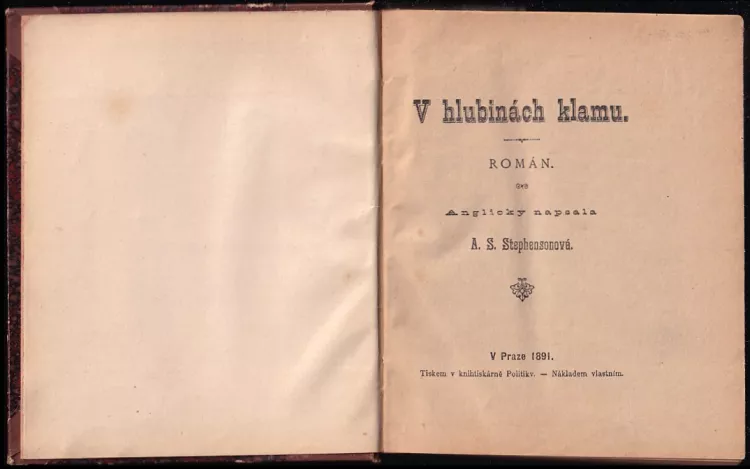 V hlubinách klamu.
ROMÁN.
Anglicky napsala
A. S. Stephensonová.
V Praze 1891.
Tiskem v knihtiskárně Politiky. — Nákladem vlastním.